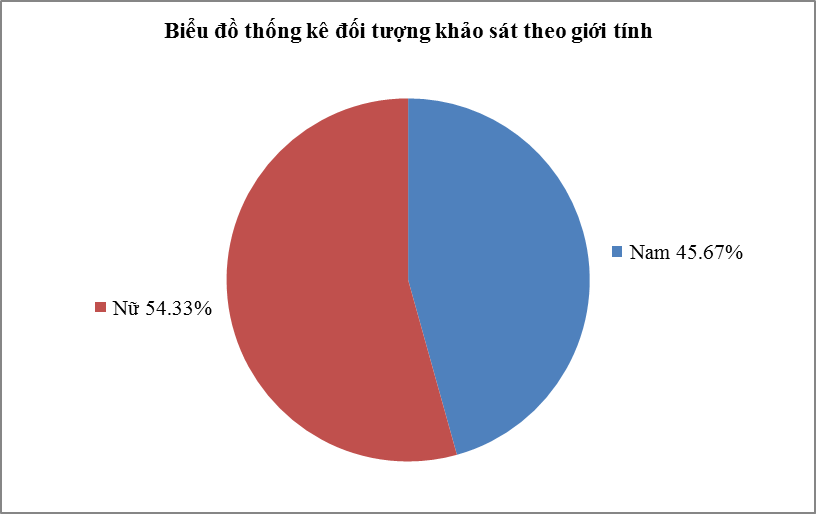 Biểu đồ thống kê đối tượng khảo sát theo giới tính
Nam 45.67%
Nữ 54.33%